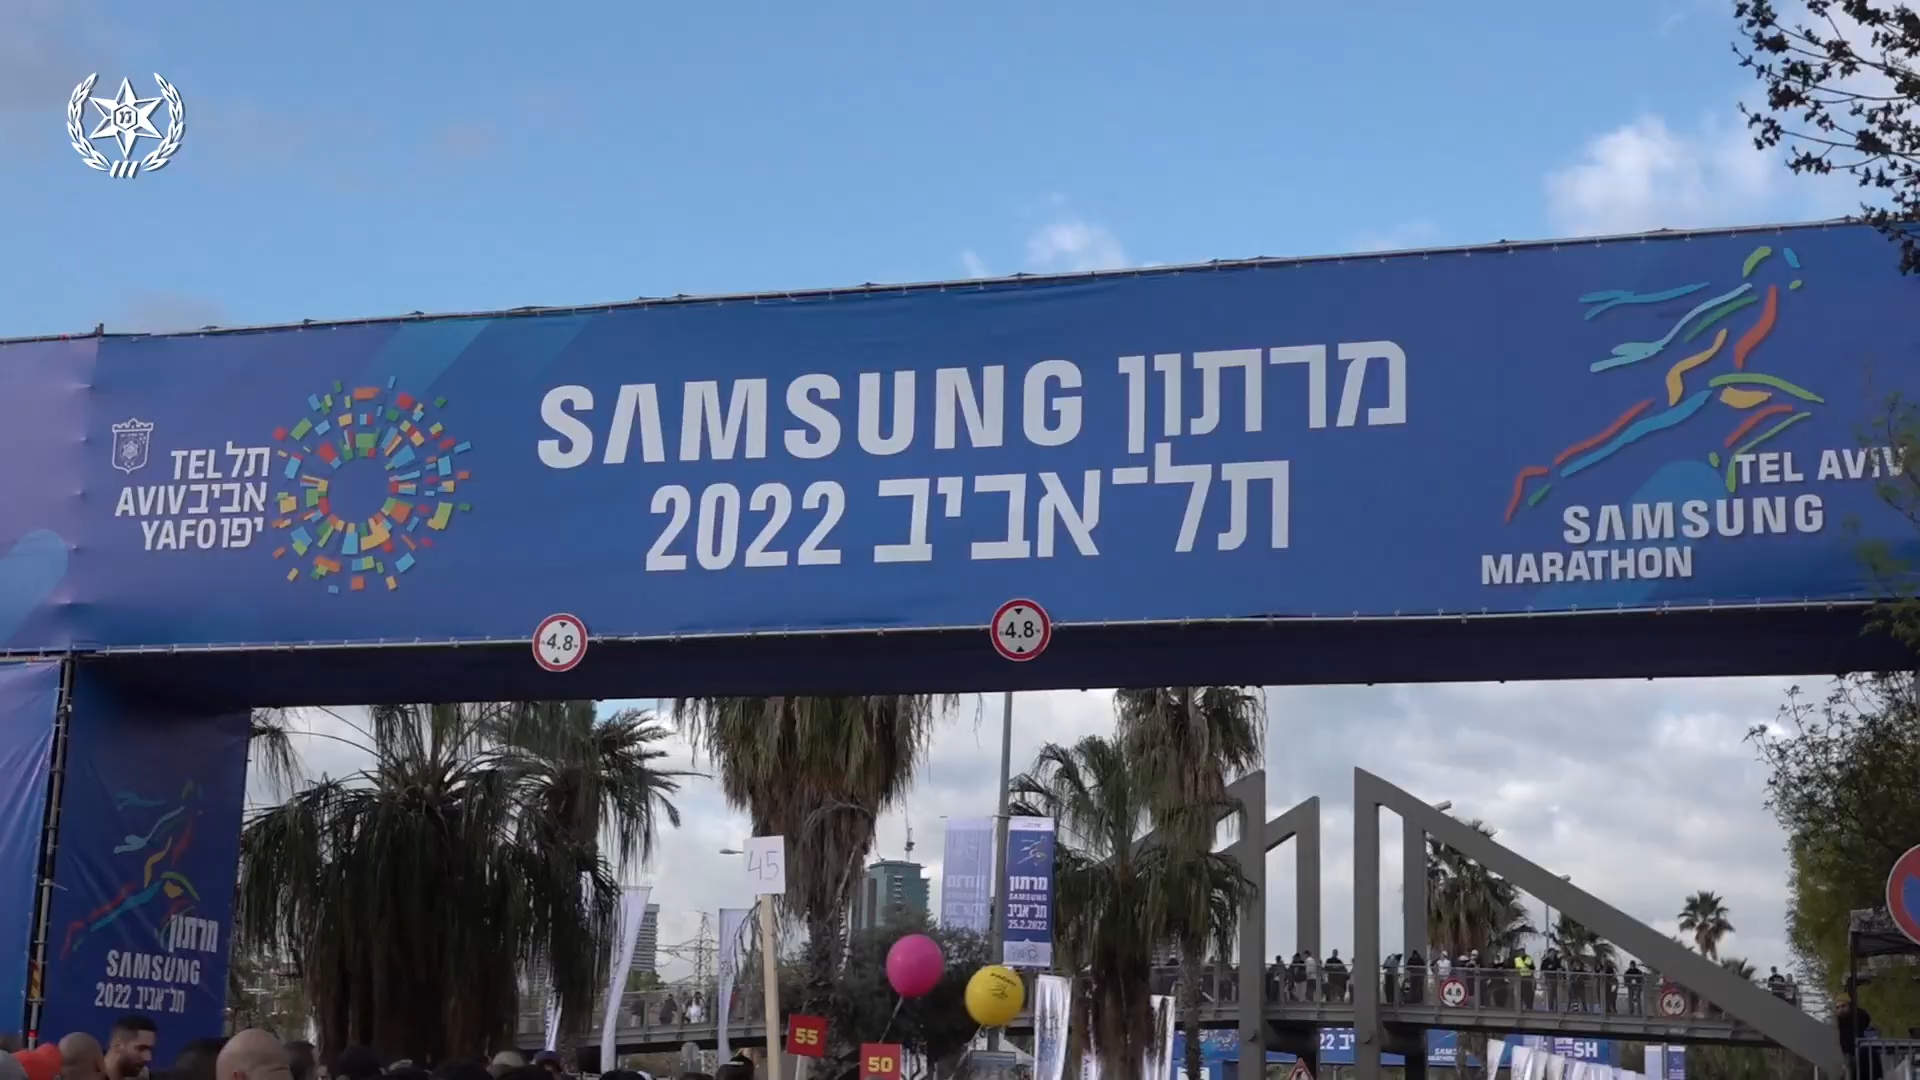 SAMSUNG מרתון
תל־אביב 2022
תל TEL
אביב AVIV
יפו YAFO
TEL AVIV
SAMSUNG
MARATHON
4.8
4.8
מרתון
SAMSUNG
תל־אביב 2022
45
מרתון
SAMSUNG
תל־אביב
25.2.2022
55
50